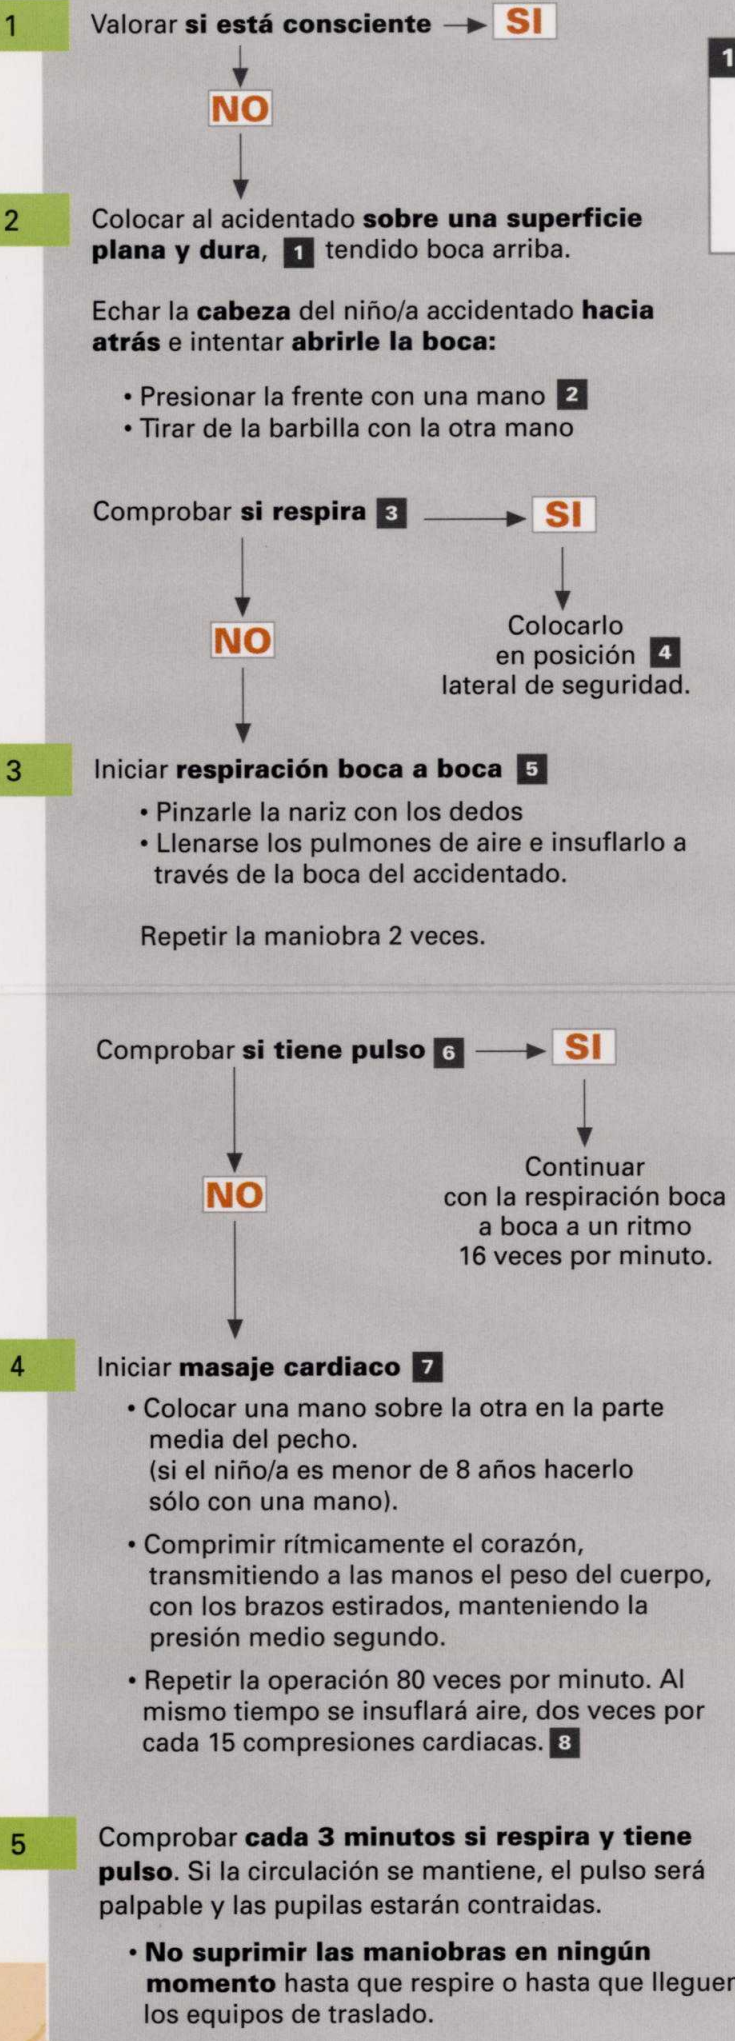 1 Valorar si está consciente SI
1
NO
2 Colocar al acidentado sobre una superficie
plana y dura, 1 tendido boca arriba.
Echar la cabeza del niño/a accidentado hacia
atrás e intentar abrirle la boca:
• Presionar la frente con una mano 2
• Tirar de la barbilla con la otra mano
Comprobar si respira 3 SI
NO
Colocarlo
en posición 4
lateral de seguridad.
3 Iniciar respiración boca a boca 5
• Pinzarle la nariz con los dedos
• Llenarse los pulmones de aire e insuflarlo a
través de la boca del accidentado.
Repetir la maniobra 2 veces.
Comprobar si tiene pulso 6 SI
NO
Continuar
con la respiración boca
a boca a un ritmo
16 veces por minuto.
4 Iniciar masaje cardiaco 7
• Colocar una mano sobre la otra en la parte
media del pecho.
(si el niño/a es menor de 8 años hacerlo
sólo con una mano).
• Comprimir rítmicamente el corazón,
transmitiendo a las manos el peso del cuerpo,
con los brazos estirados, manteniendo la
presión medio segundo.
• Repetir la operación 80 veces por minuto. Al
mismo tiempo se insuflará aire, dos veces por
cada 15 compresiones cardiacas. 8
5 Comprobar cada 3 minutos si respira y tiene
pulso. Si la circulación se mantiene, el pulso será
palpable y las pupilas estarán contraidas.
• No suprimir las maniobras en ningún
momento hasta que respire o hasta que lleguen
los equipos de traslado.